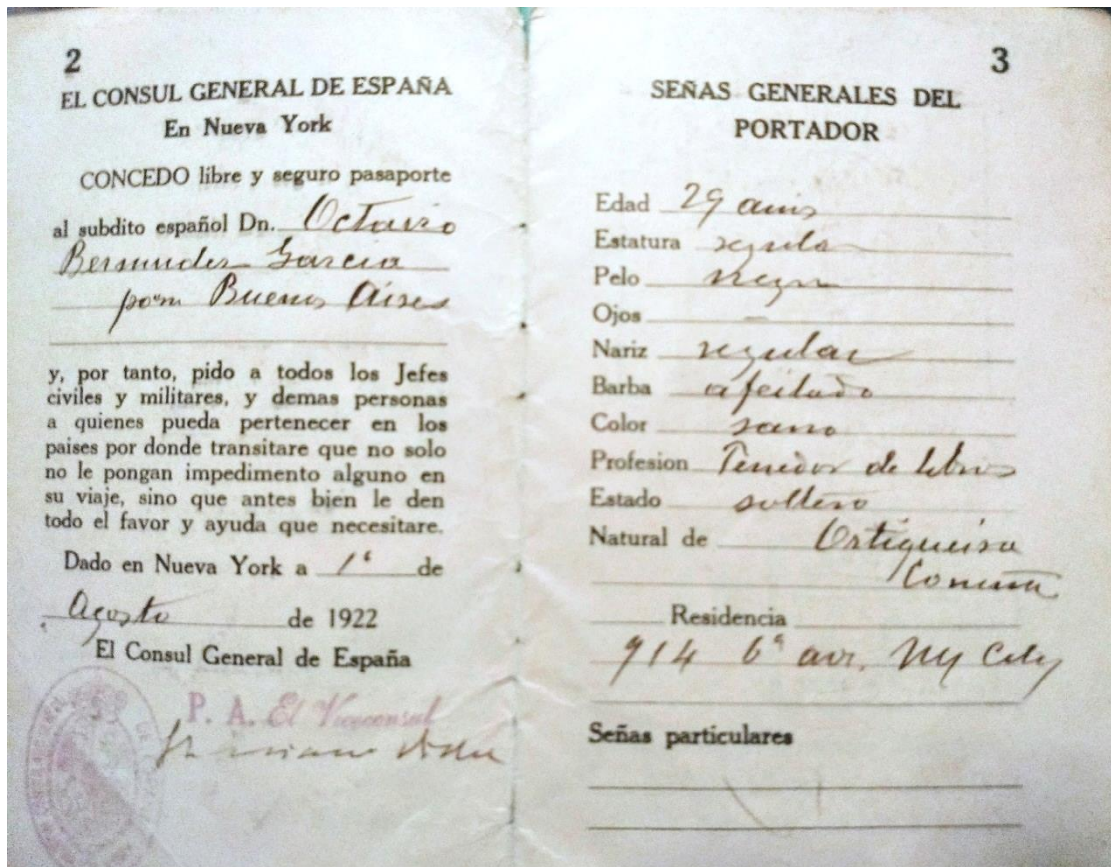 2
EL CONSUL GENERAL DE ESPAÑA
En Nueva York
CONCEDO libre y seguro pasaporte
al subdito español Dn. Octavio
Bermudez Garcia
para Buenos Aires
y, por tanto, pido a todos los Jefes
civiles y militares, y demas personas
a quienes pueda pertenecer en los
paises por donde transitare que no solo
no le pongan impedimento alguno en
su viaje, sino que antes bien le den
todo el favor y ayuda que necesitare.
Dado en Nueva York a 1º de
Agosto de 1922
El Consul General de España
P. A. El Viceconsul
3
SEÑAS GENERALES DEL
PORTADOR
Edad 29 años
Estatura regular
Pelo negro
Ojos —
Nariz regular
Barba afeitado
Color sano
Profesion Tenedor de libros
Estado soltero
Natural de Ortigueira
Coruña
Residencia
914 6ª ave. NY City
Señas particulares